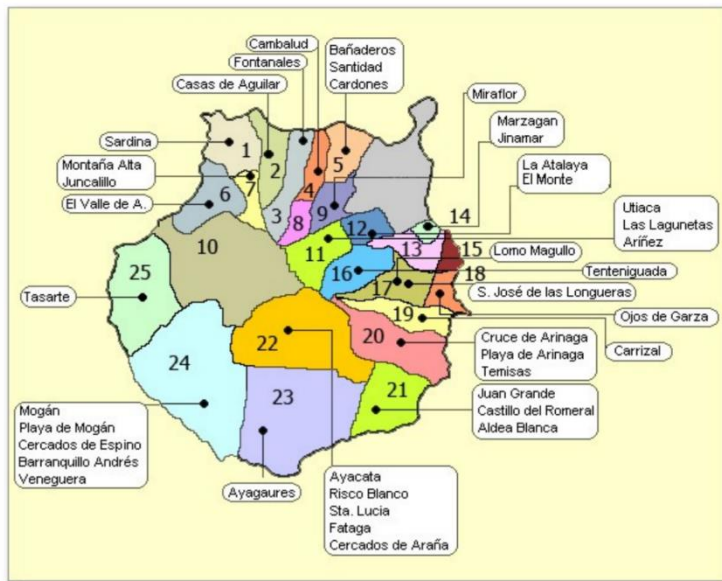 Cambalud
Fontanales
Casas de Aguilar
Bañaderos
Santidad
Cardones
Miraflor
Marzagan
Jinamar
Sardina
La Atalaya
El Monte
Montaña Alta
Juncalillo
El Valle de A.
Utiaca
Las Lagunetas
Aríñez
1
2
3
4
5
6
7
8
9
10
11
12
13
14
15
16
17
18
19
20
21
22
23
24
25
Lomo Magullo
Tenteniguada
S. José de las Longueras
Tasarte
Ojos de Garza
Carrizal
Cruce de Arinaga
Playa de Arinaga
Temisas
Juan Grande
Castillo del Romeral
Aldea Blanca
Mogán
Playa de Mogán
Cercados de Espino
Barranquillo Andrés
Veneguera
Ayagaures
Ayacata
Risco Blanco
Sta. Lucia
Fataga
Cercados de Araña